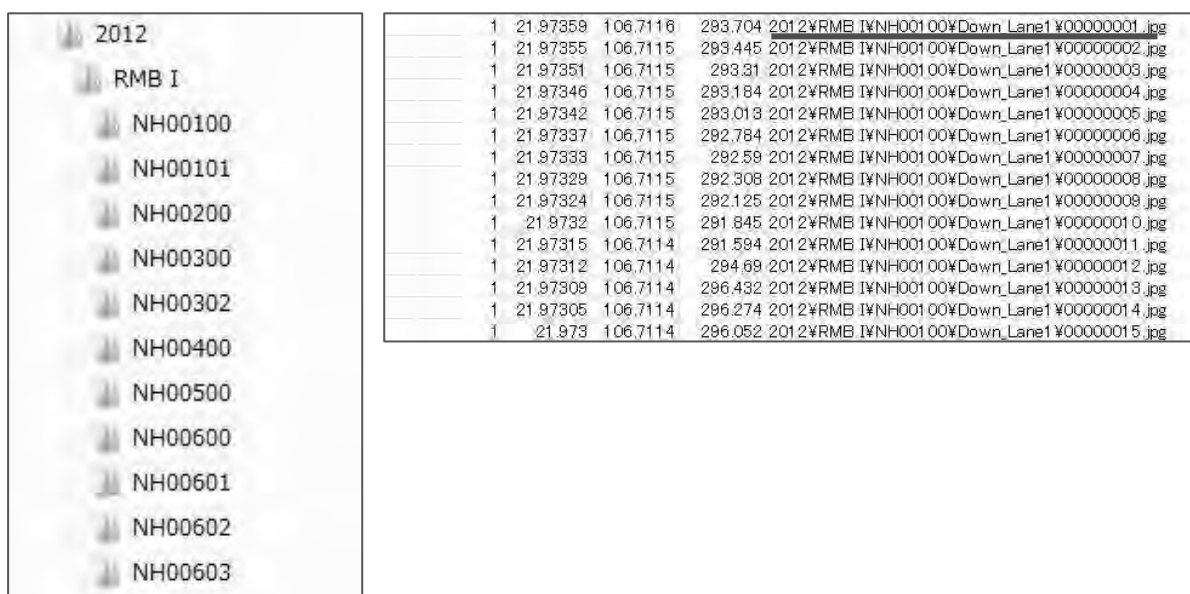 2012
RMB I
NH00100
NH00101
NH00200
NH00300
NH00302
NH00400
NH00500
NH00600
NH00601
NH00602
NH00603
1 21.97359 106.7116 293.704 2012¥RMB I¥NH00100¥Down_Lane1¥00000001.jpg
1 21.97355 106.7115 293.445 2012¥RMB I¥NH00100¥Down_Lane1¥00000002.jpg
1 21.97351 106.7115 293.31 2012¥RMB I¥NH00100¥Down_Lane1¥00000003.jpg
1 21.97346 106.7115 293.184 2012¥RMB I¥NH00100¥Down_Lane1¥00000004.jpg
1 21.97342 106.7115 293.013 2012¥RMB I¥NH00100¥Down_Lane1¥00000005.jpg
1 21.97337 106.7115 292.784 2012¥RMB I¥NH00100¥Down_Lane1¥00000006.jpg
1 21.97333 106.7115 292.59 2012¥RMB I¥NH00100¥Down_Lane1¥00000007.jpg
1 21.97329 106.7115 292.308 2012¥RMB I¥NH00100¥Down_Lane1¥00000008.jpg
1 21.97324 106.7115 292.125 2012¥RMB I¥NH00100¥Down_Lane1¥00000009.jpg
1 21.9732 106.7115 291.845 2012¥RMB I¥NH00100¥Down_Lane1¥00000010.jpg
1 21.97315 106.7114 291.594 2012¥RMB I¥NH00100¥Down_Lane1¥00000011.jpg
1 21.97312 106.7114 294.69 2012¥RMB I¥NH00100¥Down_Lane1¥00000012.jpg
1 21.97309 106.7114 296.432 2012¥RMB I¥NH00100¥Down_Lane1¥00000013.jpg
1 21.97305 106.7114 296.274 2012¥RMB I¥NH00100¥Down_Lane1¥00000014.jpg
1 21.973 106.7114 296.052 2012¥RMB I¥NH00100¥Down_Lane1¥00000015.jpg